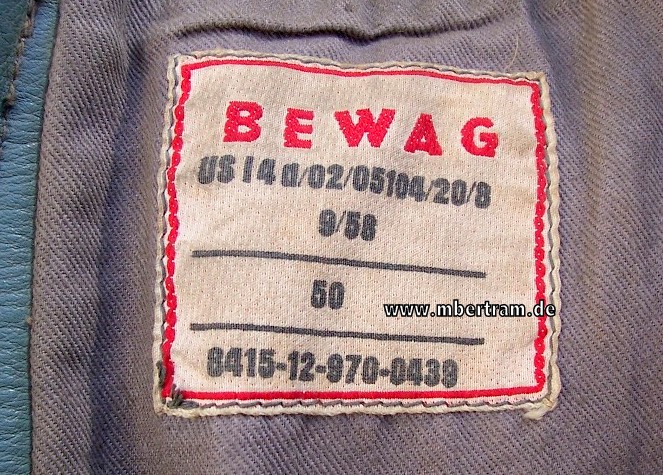 BEWAG
US I 4 d/02/05104/20/8
9/58
50
www.mbertram.de
8415-12-970-0439